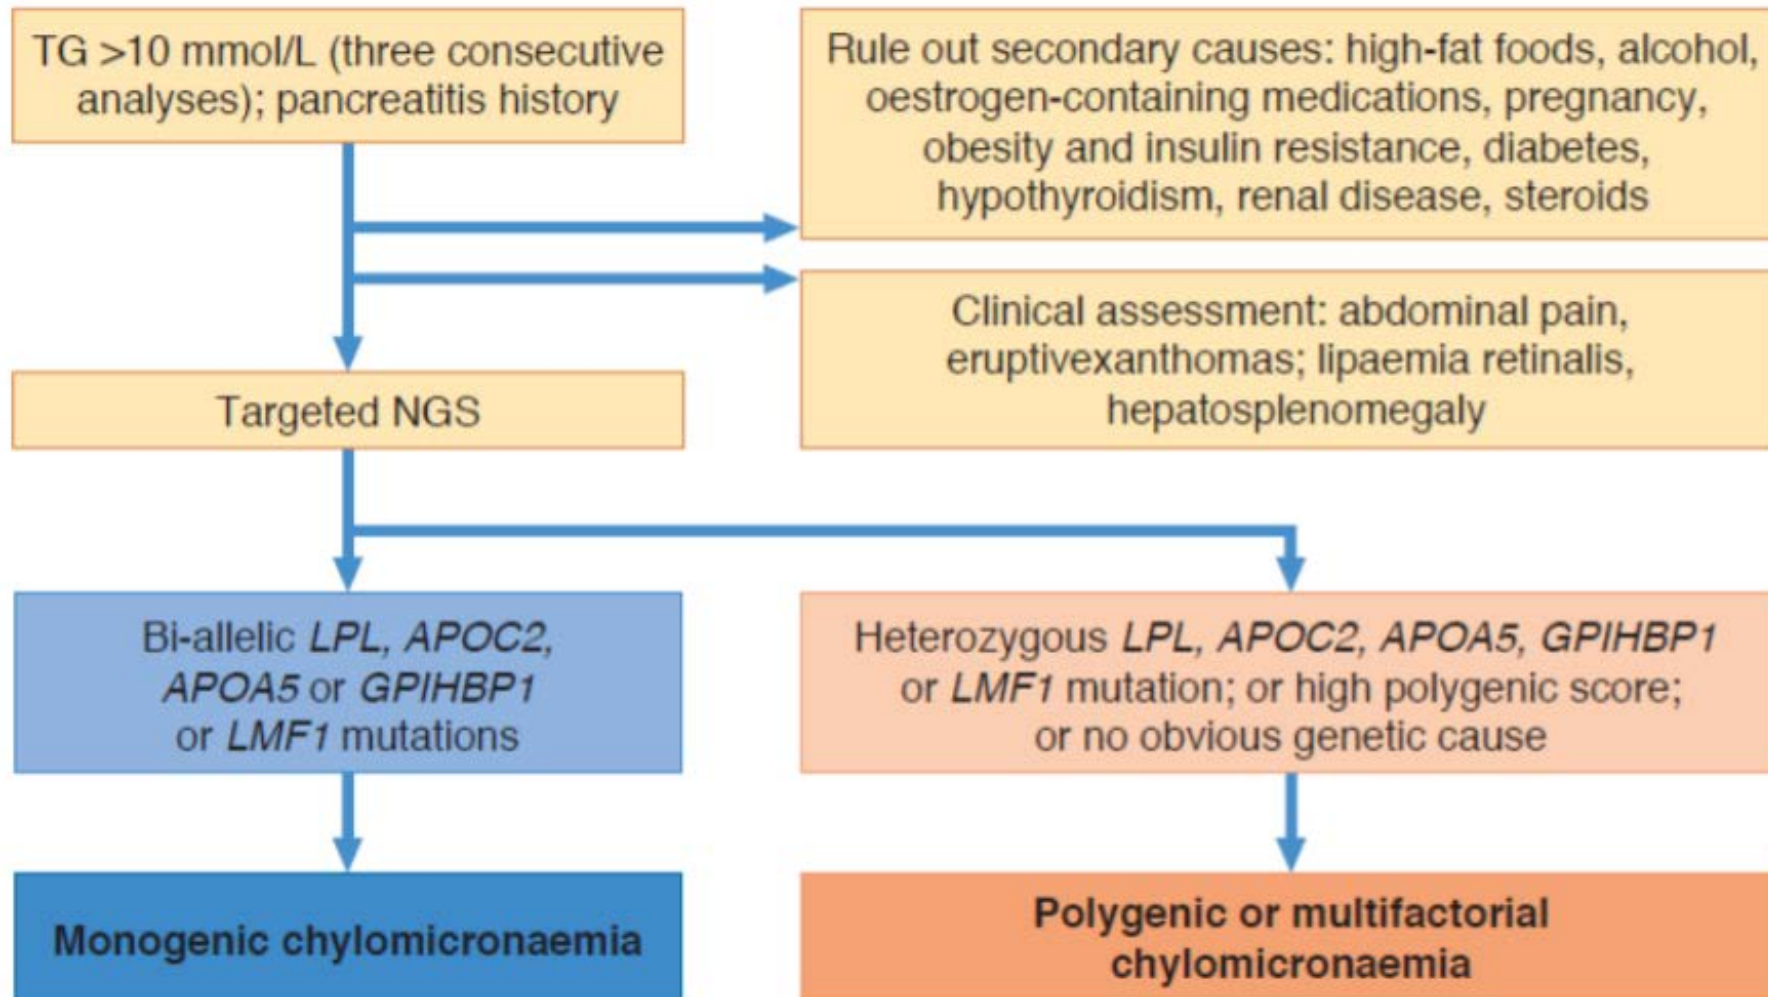 TG >10 mmol/L (three consecutive
analyses); pancreatitis history
Rule out secondary causes: high-fat foods, alcohol,
oestrogen-containing medications, pregnancy,
obesity and insulin resistance, diabetes,
hypothyroidism, renal disease, steroids
Clinical assessment: abdominal pain,
eruptivexanthomas; lipaemia retinalis,
hepatosplenomegaly
Targeted NGS
Bi-allelic LPL, APOC2,
APOA5 or GPIHBP1
or LMF1 mutations
Heterozygous LPL, APOC2, APOA5, GPIHBP1
or LMF1 mutation; or high polygenic score;
or no obvious genetic cause
Monogenic chylomicronaemia
Polygenic or multifactorial
chylomicronaemia